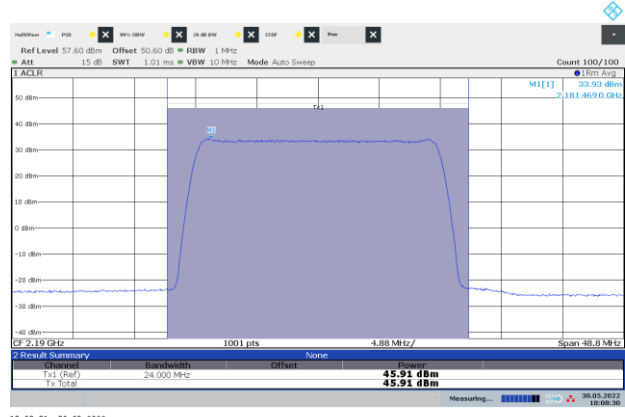 MultiView PSD 99% OBW 26 dB BW CCDF Pwr
Ref Level 57.60 dBm Offset 50.60 dB RBW 1 MHz
Att 15 dB SWT 1.01 ms VBW 10 MHz Mode Auto Sweep Count 100/100
1 ACLR 1Rm Avg
M1[1] 33.93 dBm
2.181 469 0 GHz
50 dBm
Tx1
40 dBm
M1
30 dBm
20 dBm
10 dBm
0 dBm
-10 dBm
-20 dBm
-30 dBm
-40 dBm
CF 2.19 GHz 1001 pts 4.88 MHz/ Span 48.8 MHz
2 Result Summary None
Channel Bandwidth Offset Power
Tx1 (Ref) 24.000 MHz 45.91 dBm
Tx Total 45.91 dBm
Measuring... 30.05.2022
18:08:30